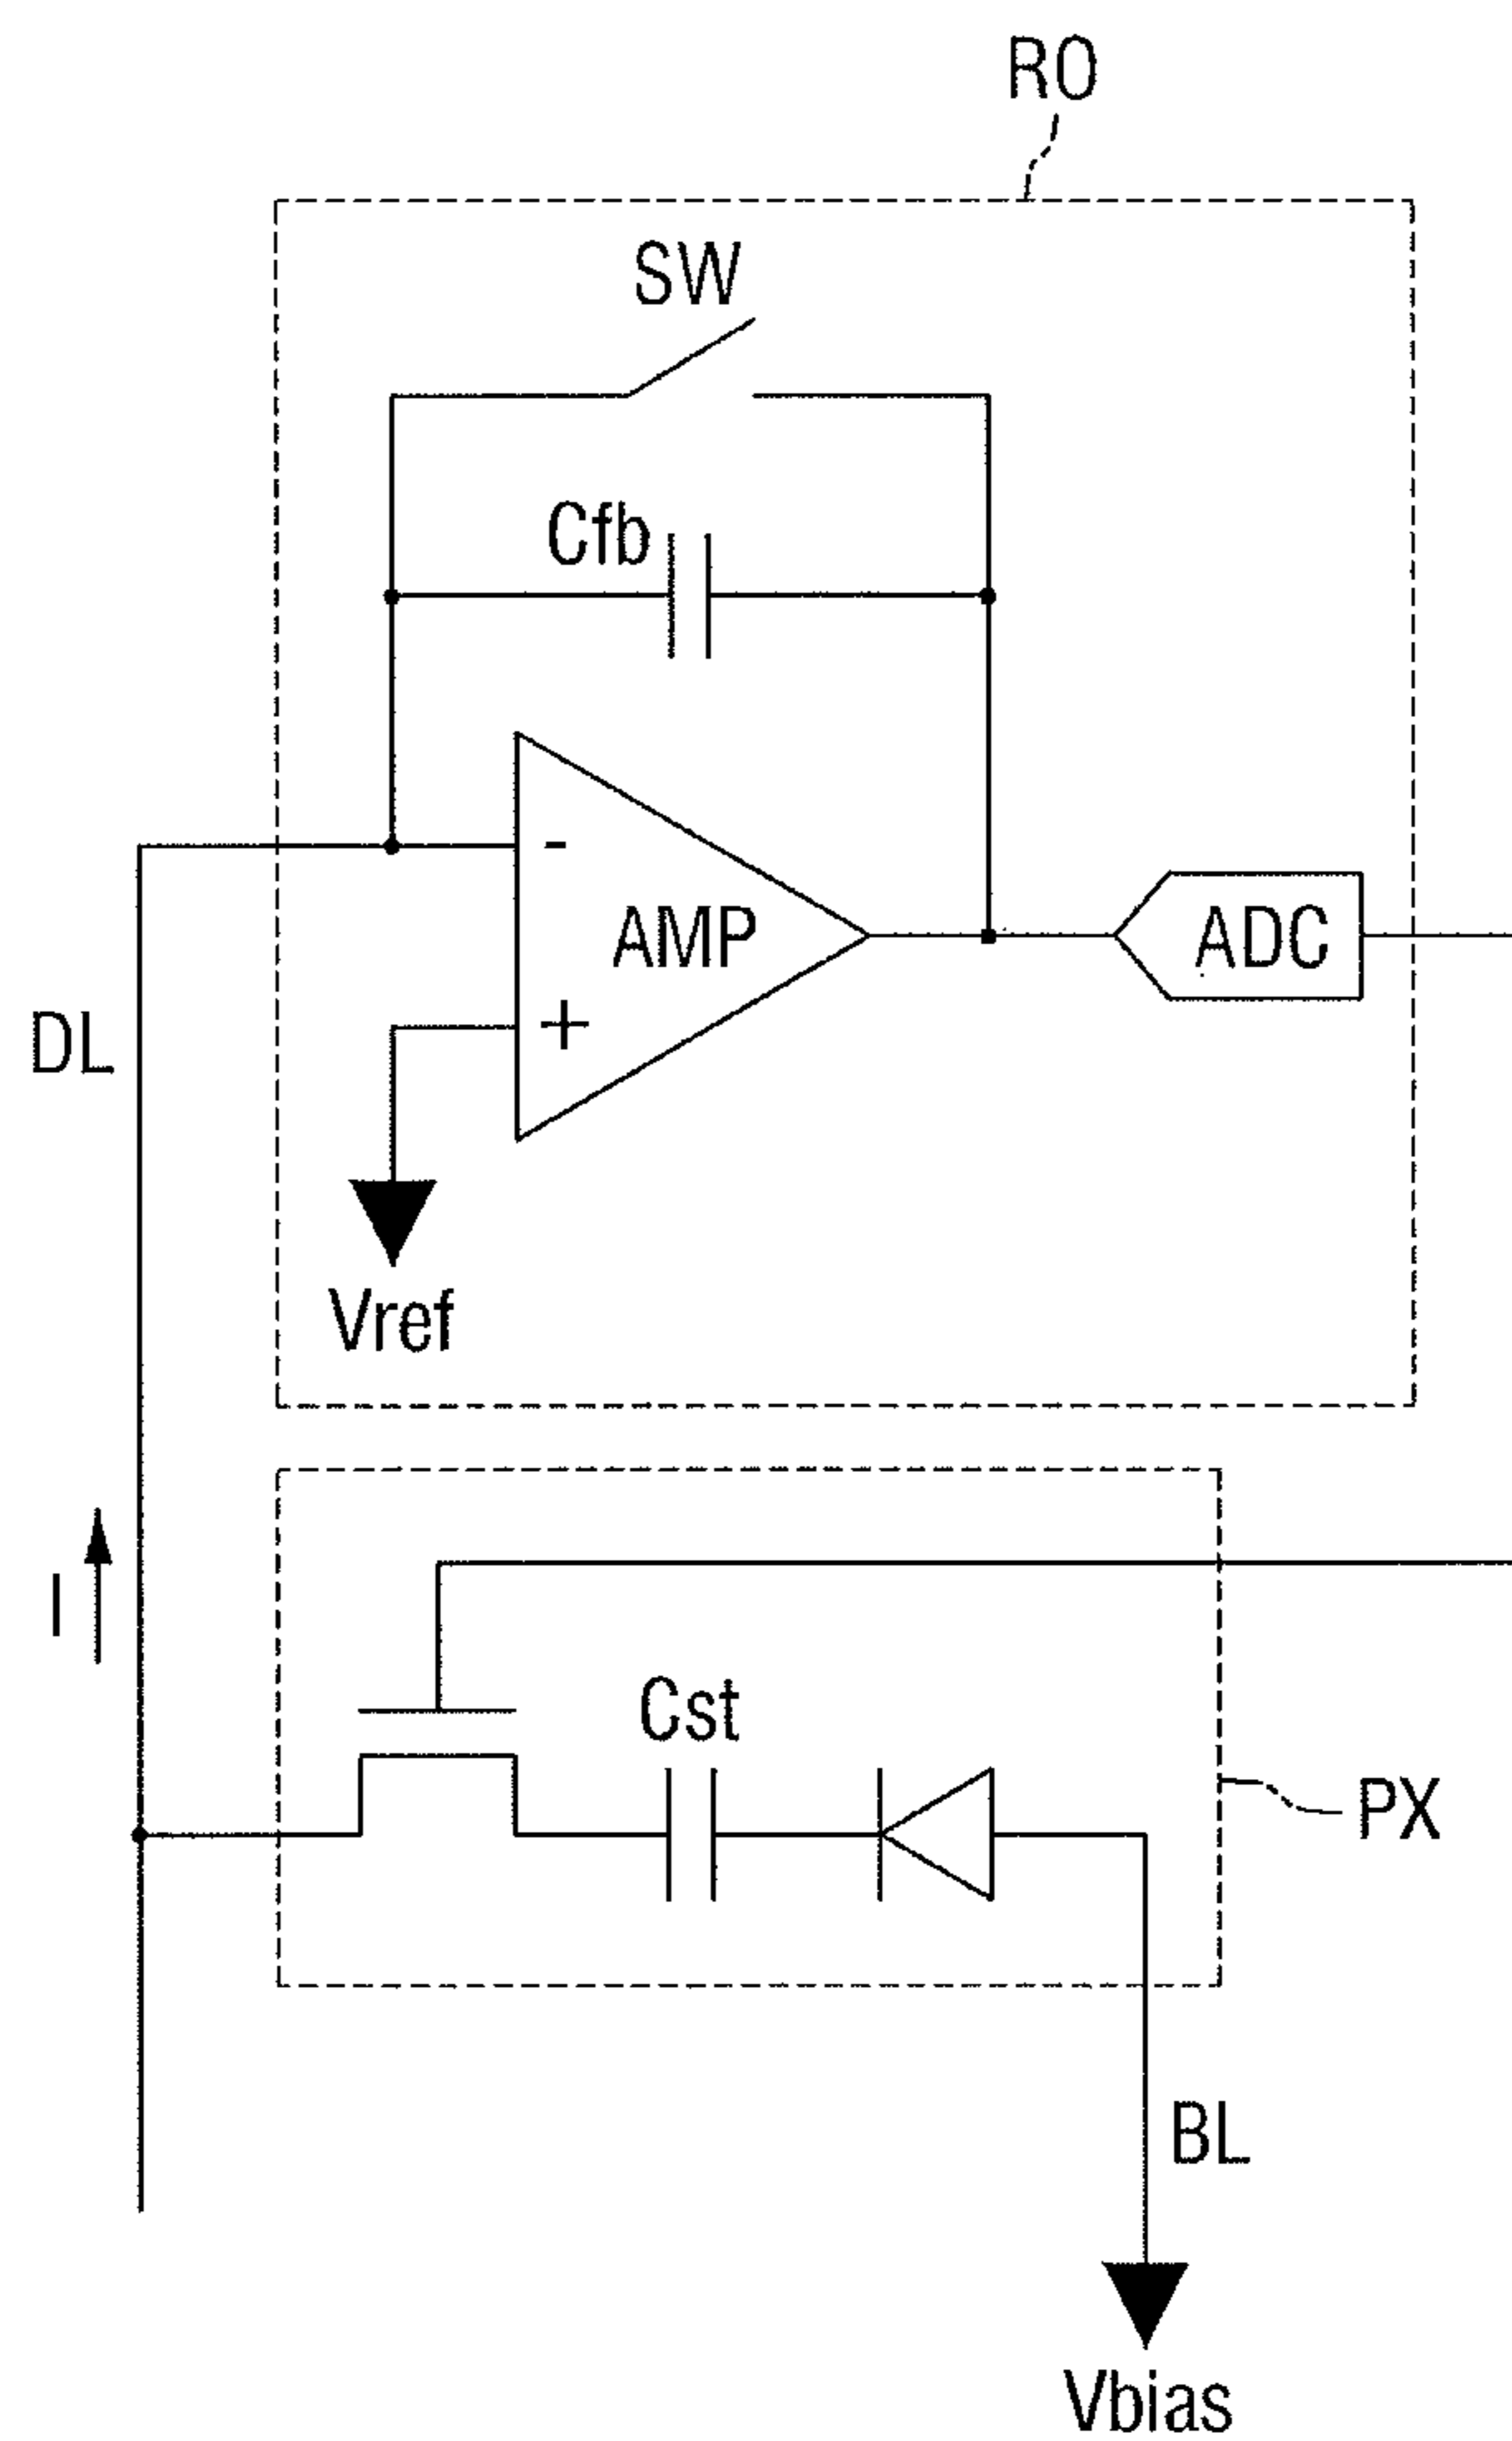 RO
SW
Cfb
-
AMP
ADC
+
DL
Vref
I
Cst
PX
BL
Vbias